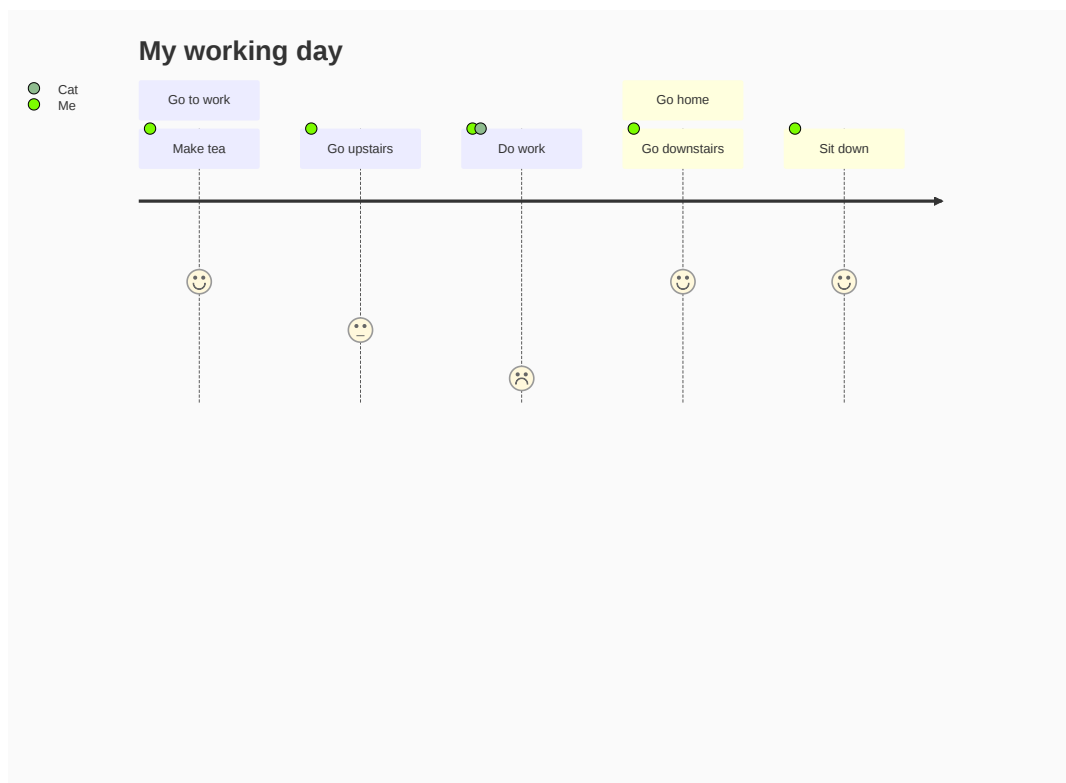 My working day
Cat
Me
Go to work
Go home
Make tea
Go upstairs
Do work
Go downstairs
Sit down